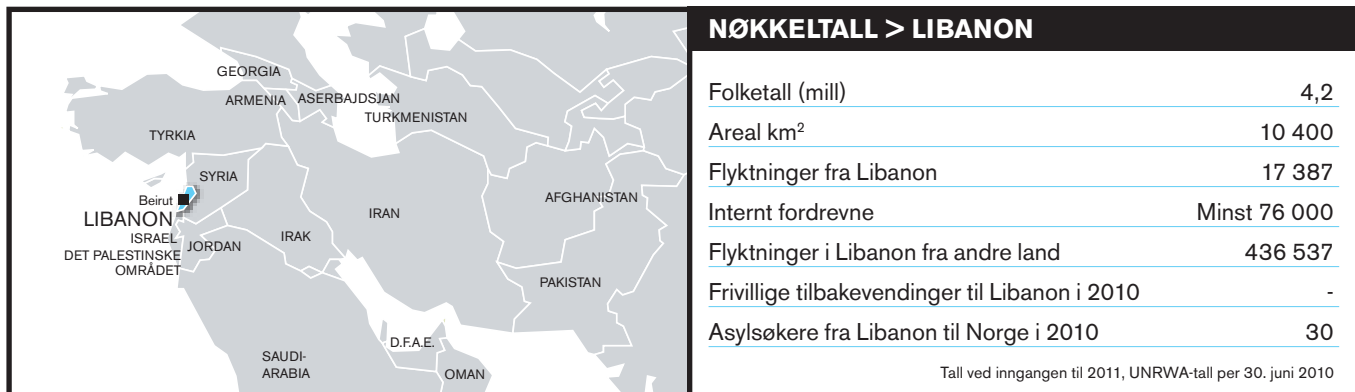 GEORGIA
ARMENIA
ASERBAJDSJAN
TURKMENISTAN
TYRKIA
SYRIA
Beirut
LIBANON
ISRAEL
DET PALESTINSKE
OMRÅDET
JORDAN
IRAK
IRAN
AFGHANISTAN
PAKISTAN
D.F.A.E.
SAUDI-
ARABIA
OMAN
NØKKELTALL > LIBANON
Folketall (mill) 4,2
Areal km² 10 400
Flyktninger fra Libanon 17 387
Internt fordrevne Minst 76 000
Flyktninger i Libanon fra andre land 436 537
Frivillige tilbakevendinger til Libanon i 2010 -
Asylsøkere fra Libanon til Norge i 2010 30
Tall ved inngangen til 2011, UNRWA-tall per 30. juni 2010